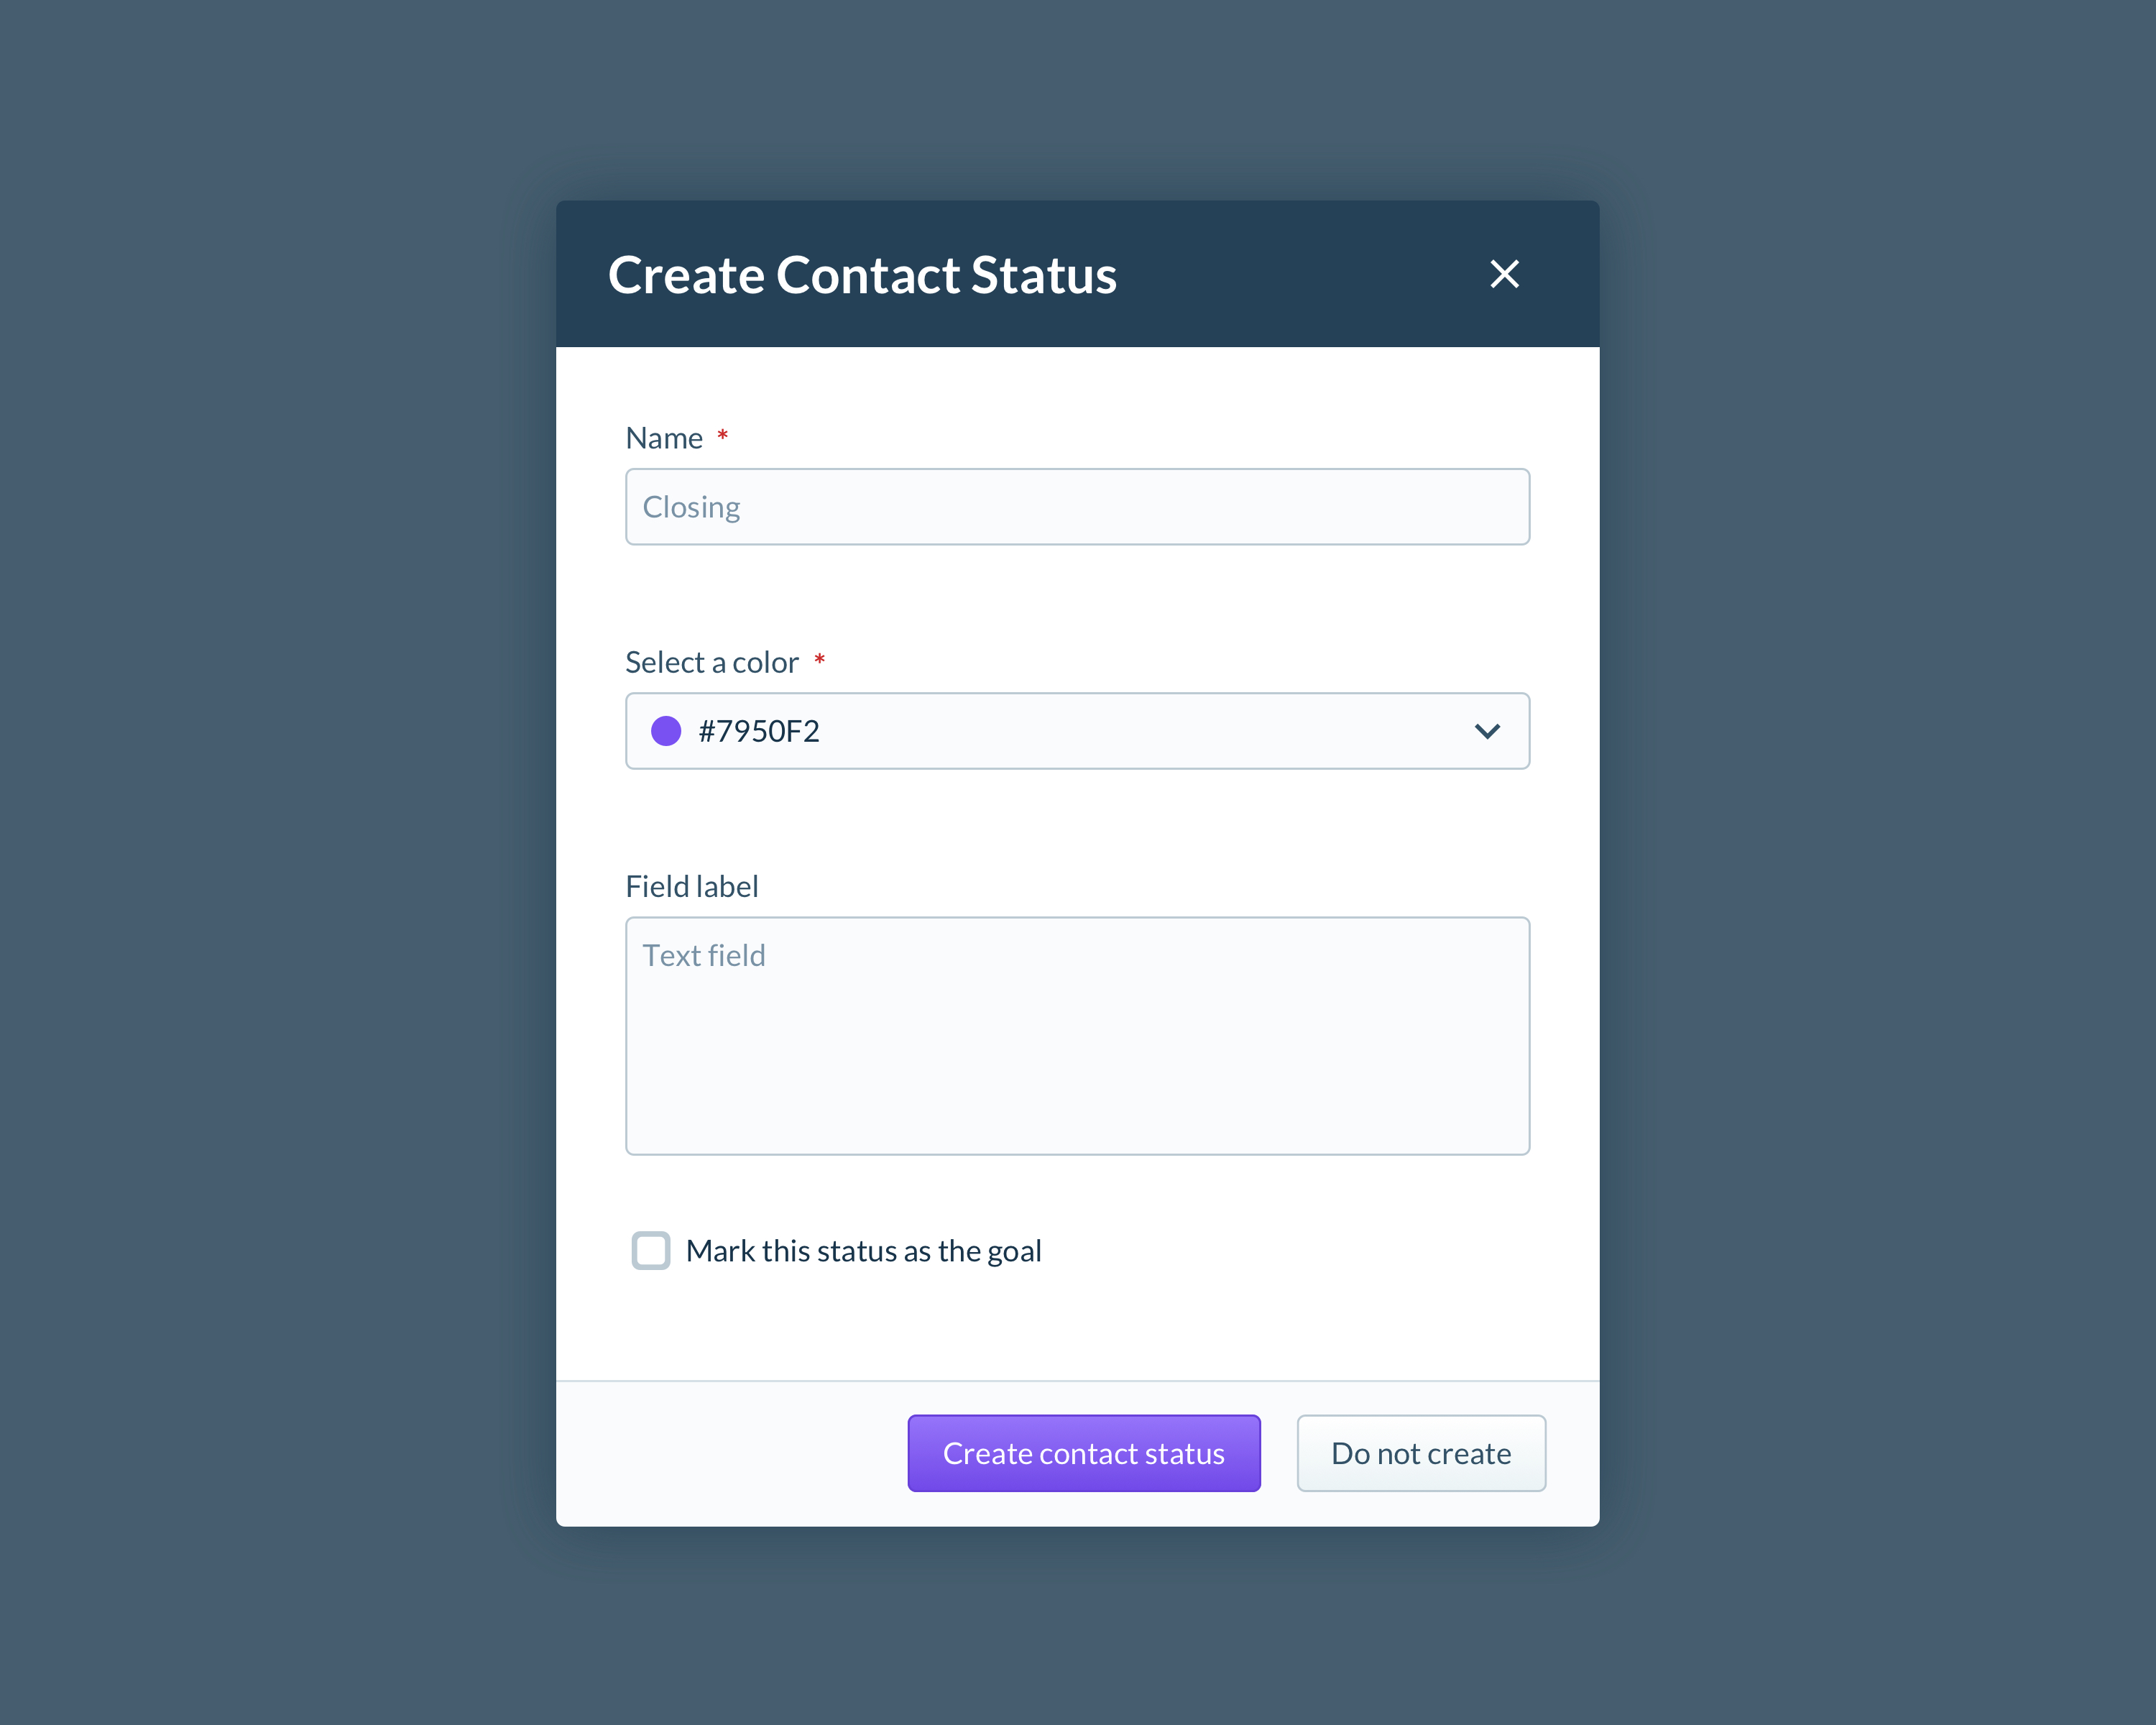 Create Contact Status
Name *
Closing
Select a color *
#7950F2
Field label
Text field
Mark this status as the goal
Create contact status
Do not create